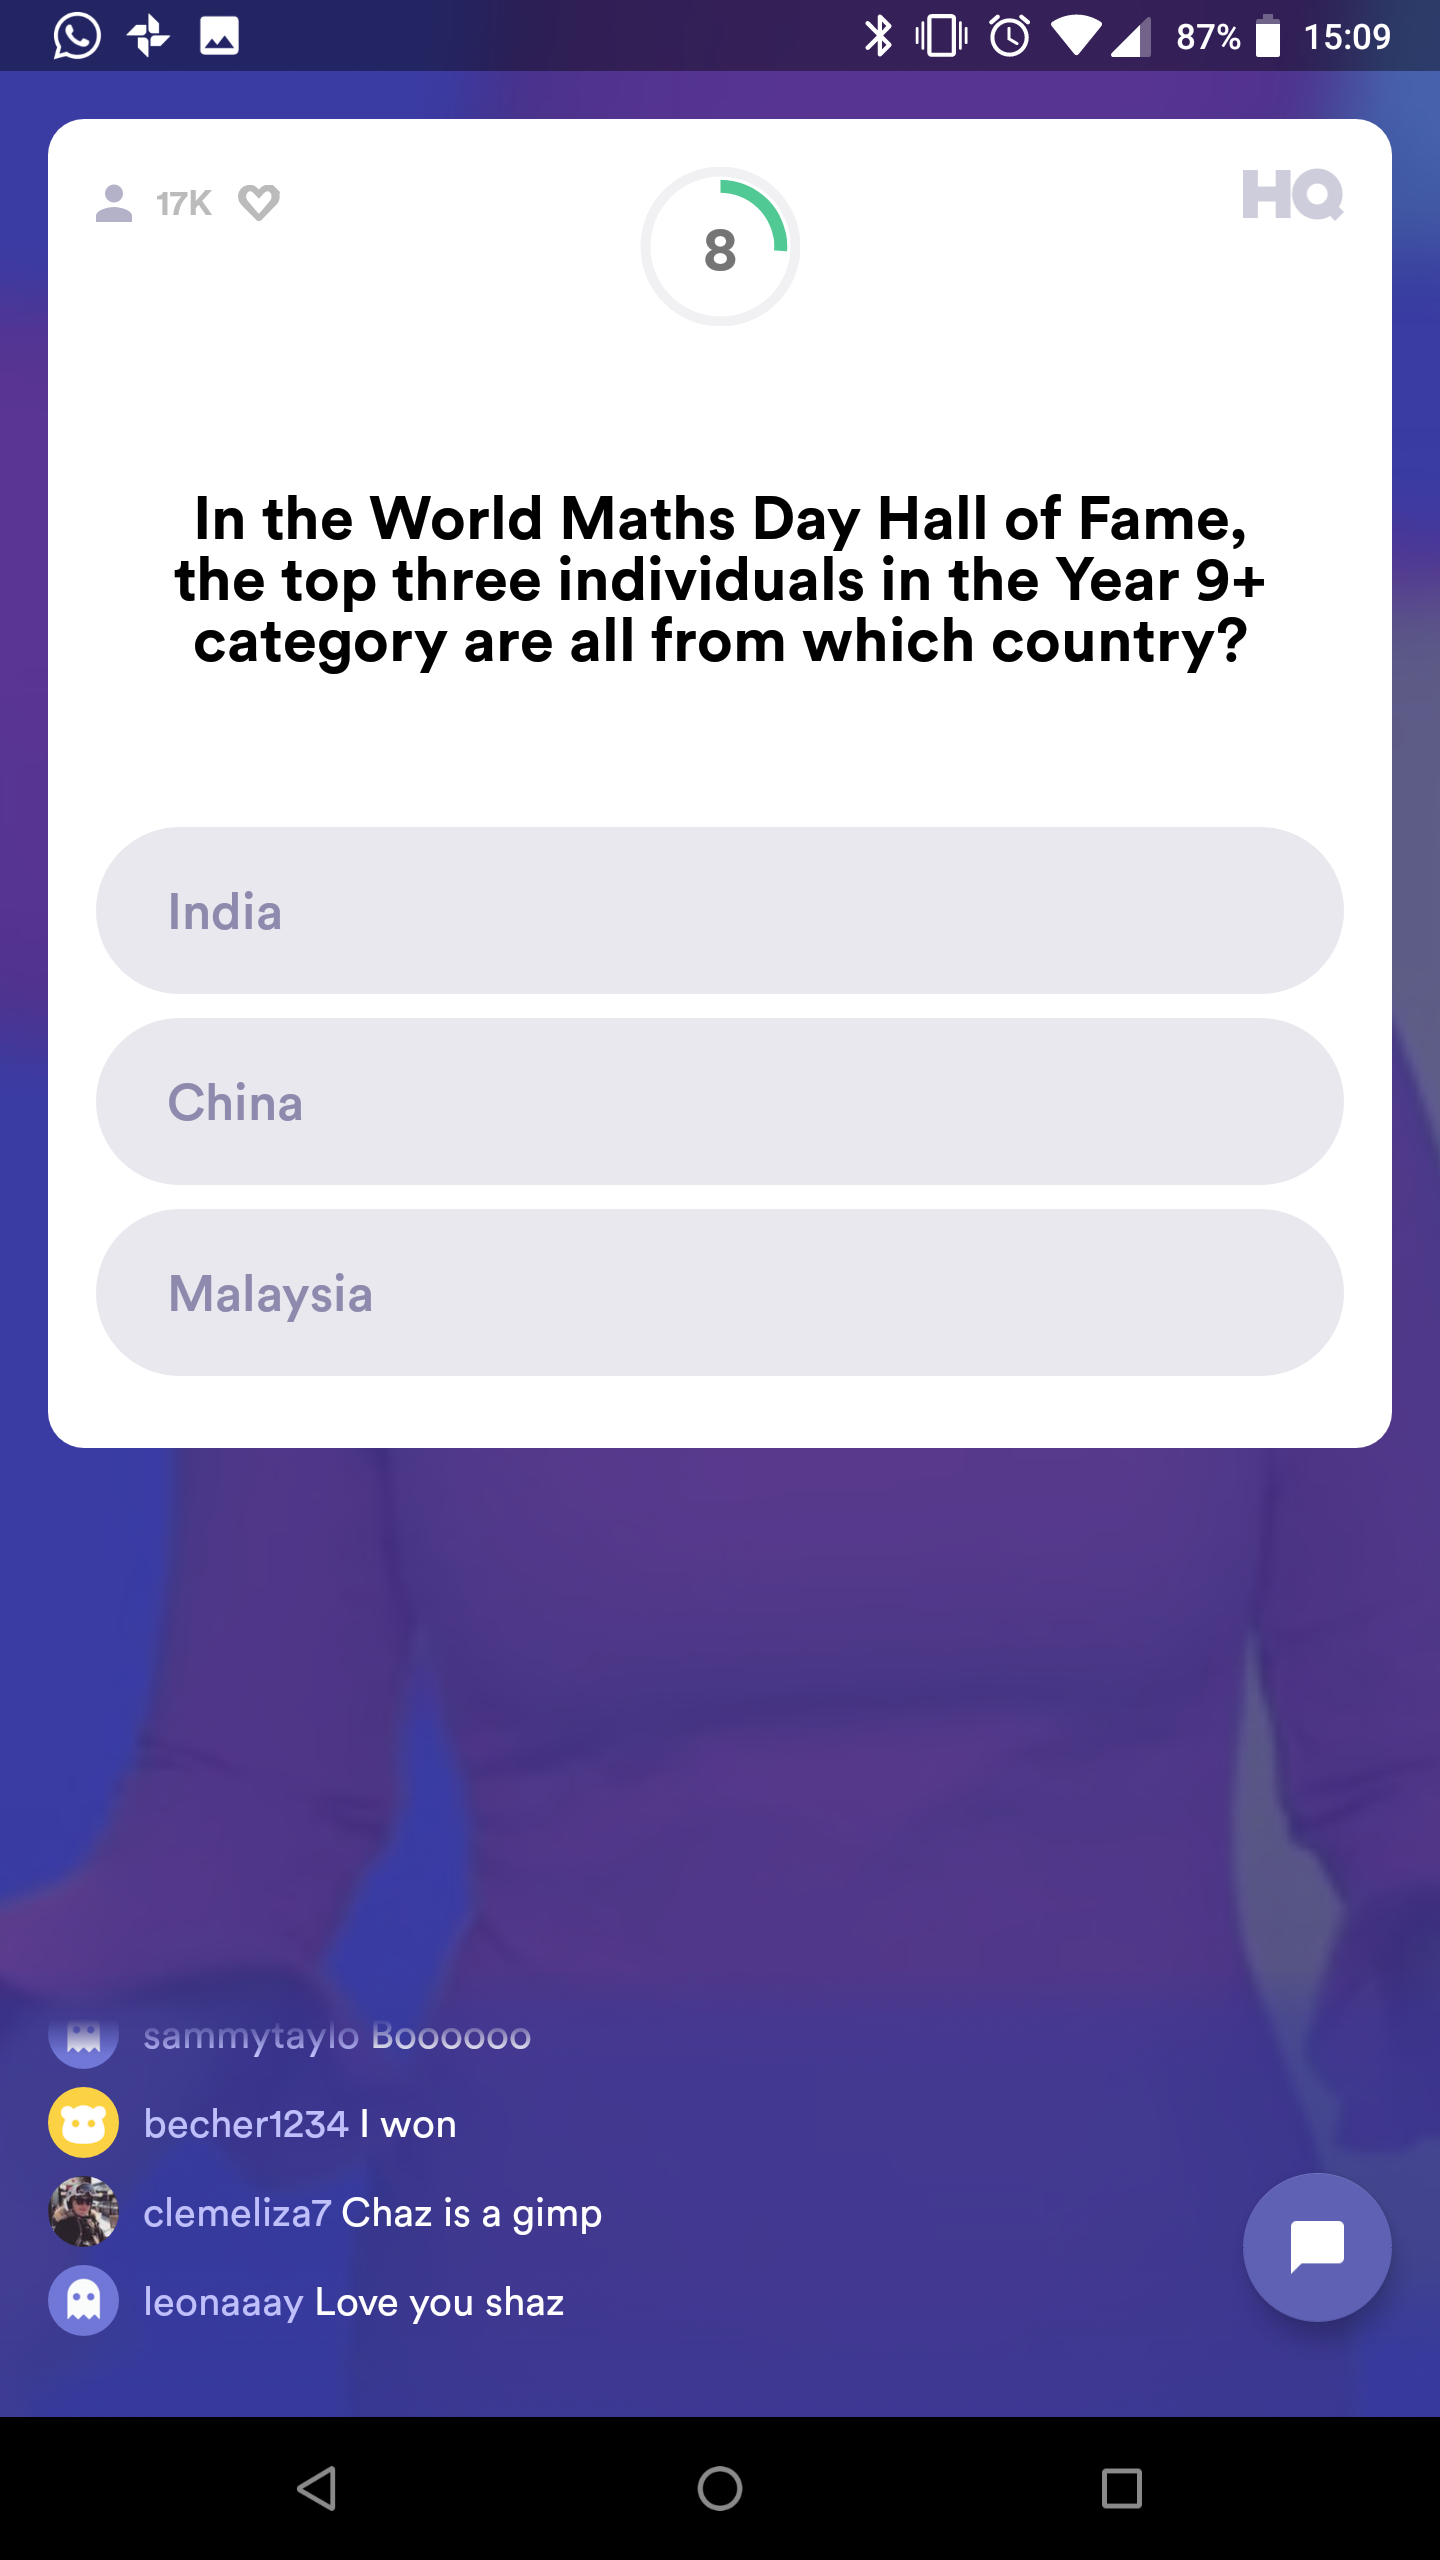 87% 15:09
17K
8
HQ
In the World Maths Day Hall of Fame,
the top three individuals in the Year 9+
category are all from which country?
India
China
Malaysia
sammytaylo Boooooo
becher1234 I won
clemeliza7 Chaz is a gimp
leonaaay Love you shaz